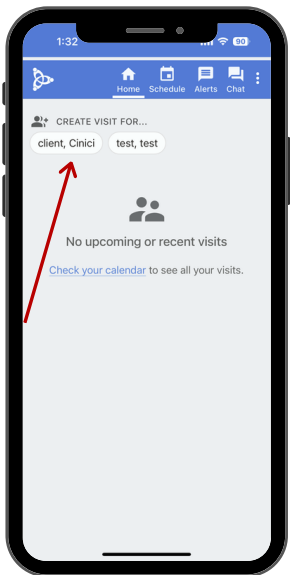 1:32
90
Home Schedule Alerts Chat
CREATE VISIT FOR...
client, Cinici
test, test
No upcoming or recent visits
Check your calendar to see all your visits.